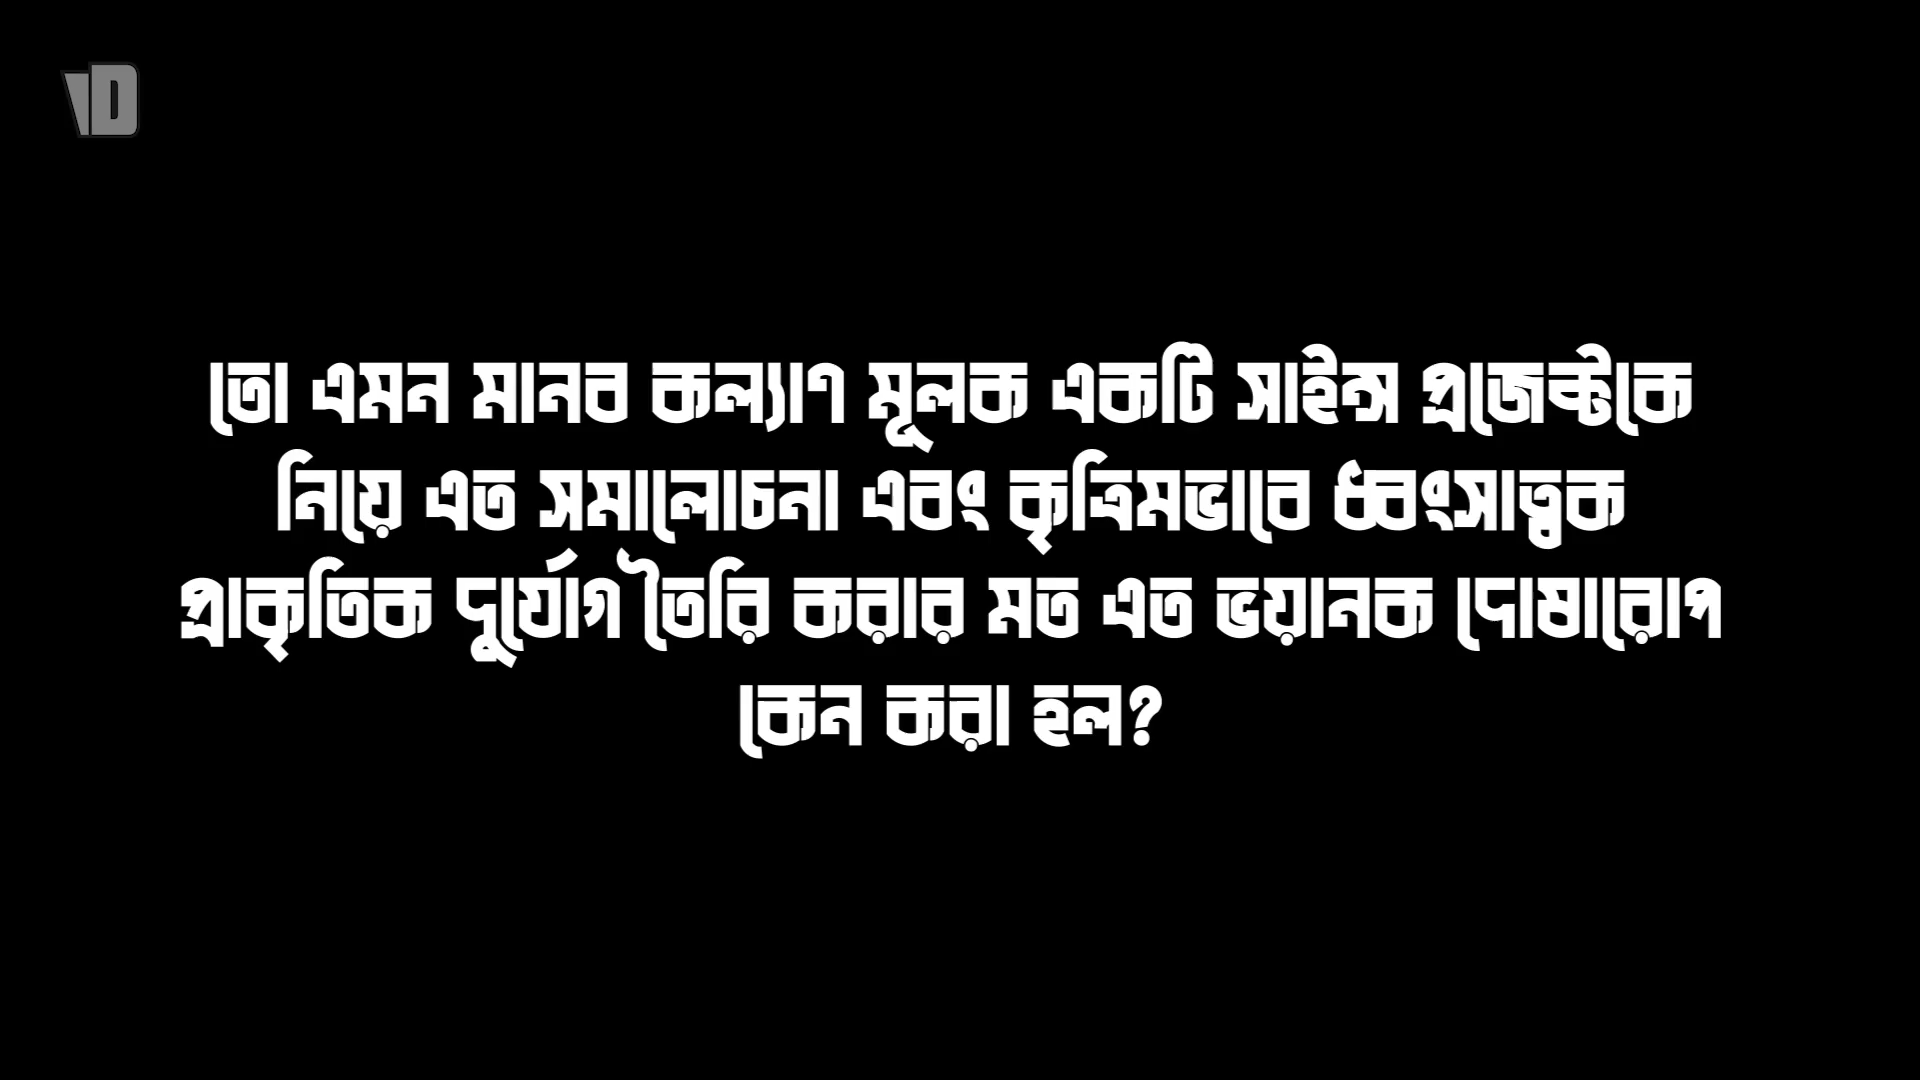 D
তো এমন মানব কল্যাণ মূলক একটি সাইন্স প্রজেক্টকে
নিয়ে এত সমালোচনা এবং কৃত্রিমভাবে ধ্বংসাত্বক
প্রাকৃতিক দুর্যোগ তৈরি করার মত এত ভয়ানক দোষারোপ
কেন করা হল?